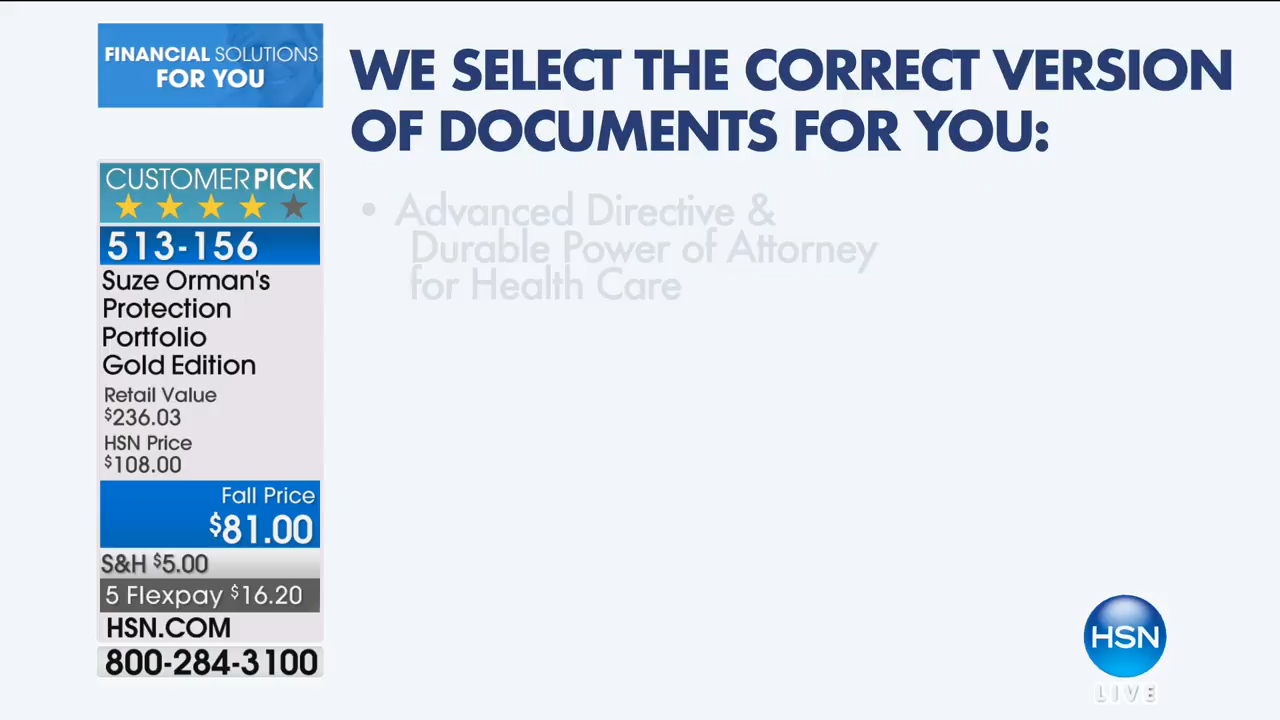 FINANCIAL SOLUTIONS
FOR YOU
WE SELECT THE CORRECT VERSION
OF DOCUMENTS FOR YOU:
• Advanced Directive &
Durable Power of Attorney
for Health Care
CUSTOMER PICK
513-156
Suze Orman's
Protection
Portfolio
Gold Edition
Retail Value
$236.03
HSN Price
$108.00
Fall Price
$81.00
S&H $5.00
5 Flexpay $16.20
HSN.COM
800-284-3100
HSN
LIVE